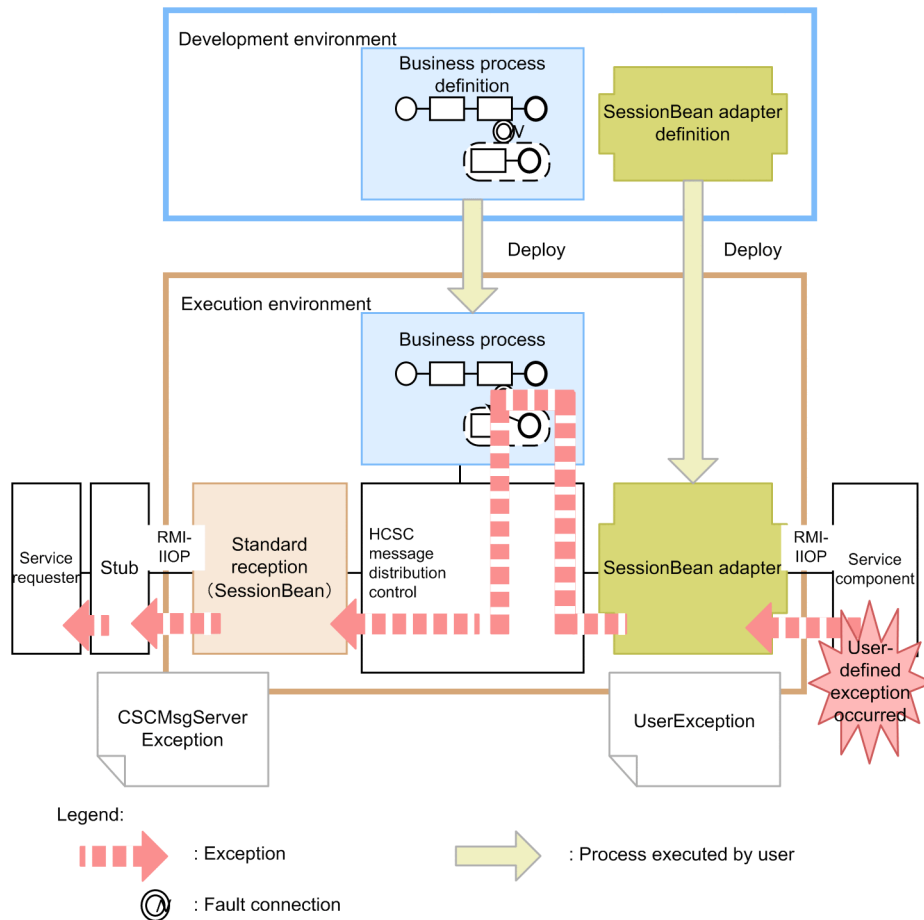 Development environment
Business process
definition
SessionBean adapter
definition
Deploy
Deploy
Execution environment
Business process
Service
requester
Stub
RMI-
IIOP
Standard
reception
(SessionBean)
HCSC
message
distribution
control
SessionBean adapter
RMI-
IIOP
Service
component
User-
defined
exception
occurred
CSCMsgServer
Exception
UserException
Legend:
: Exception
: Process executed by user
: Fault connection